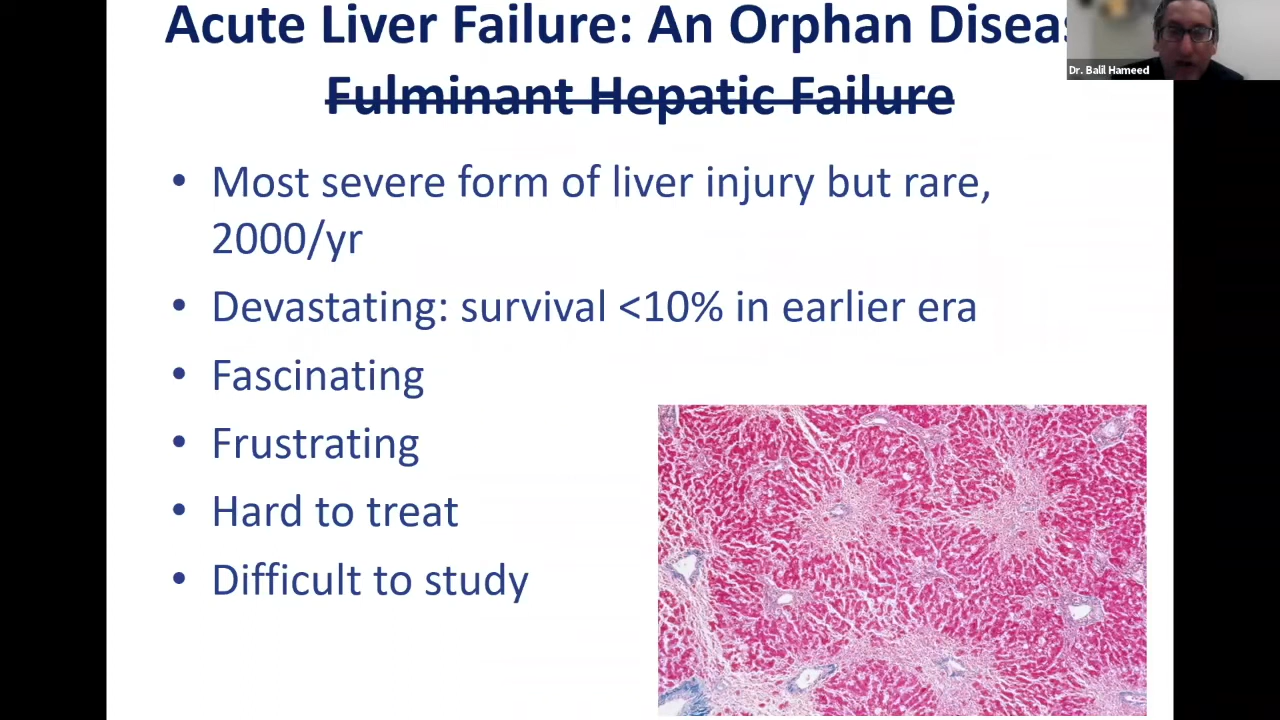 Acute Liver Failure: An Orphan
Dr. Balil Hameed
Fulminant Hepatic Failure
• Most severe form of liver injury but rare,
2000/yr
• Devastating: survival <10% in earlier era
• Fascinating
• Frustrating
• Hard to treat
• Difficult to study